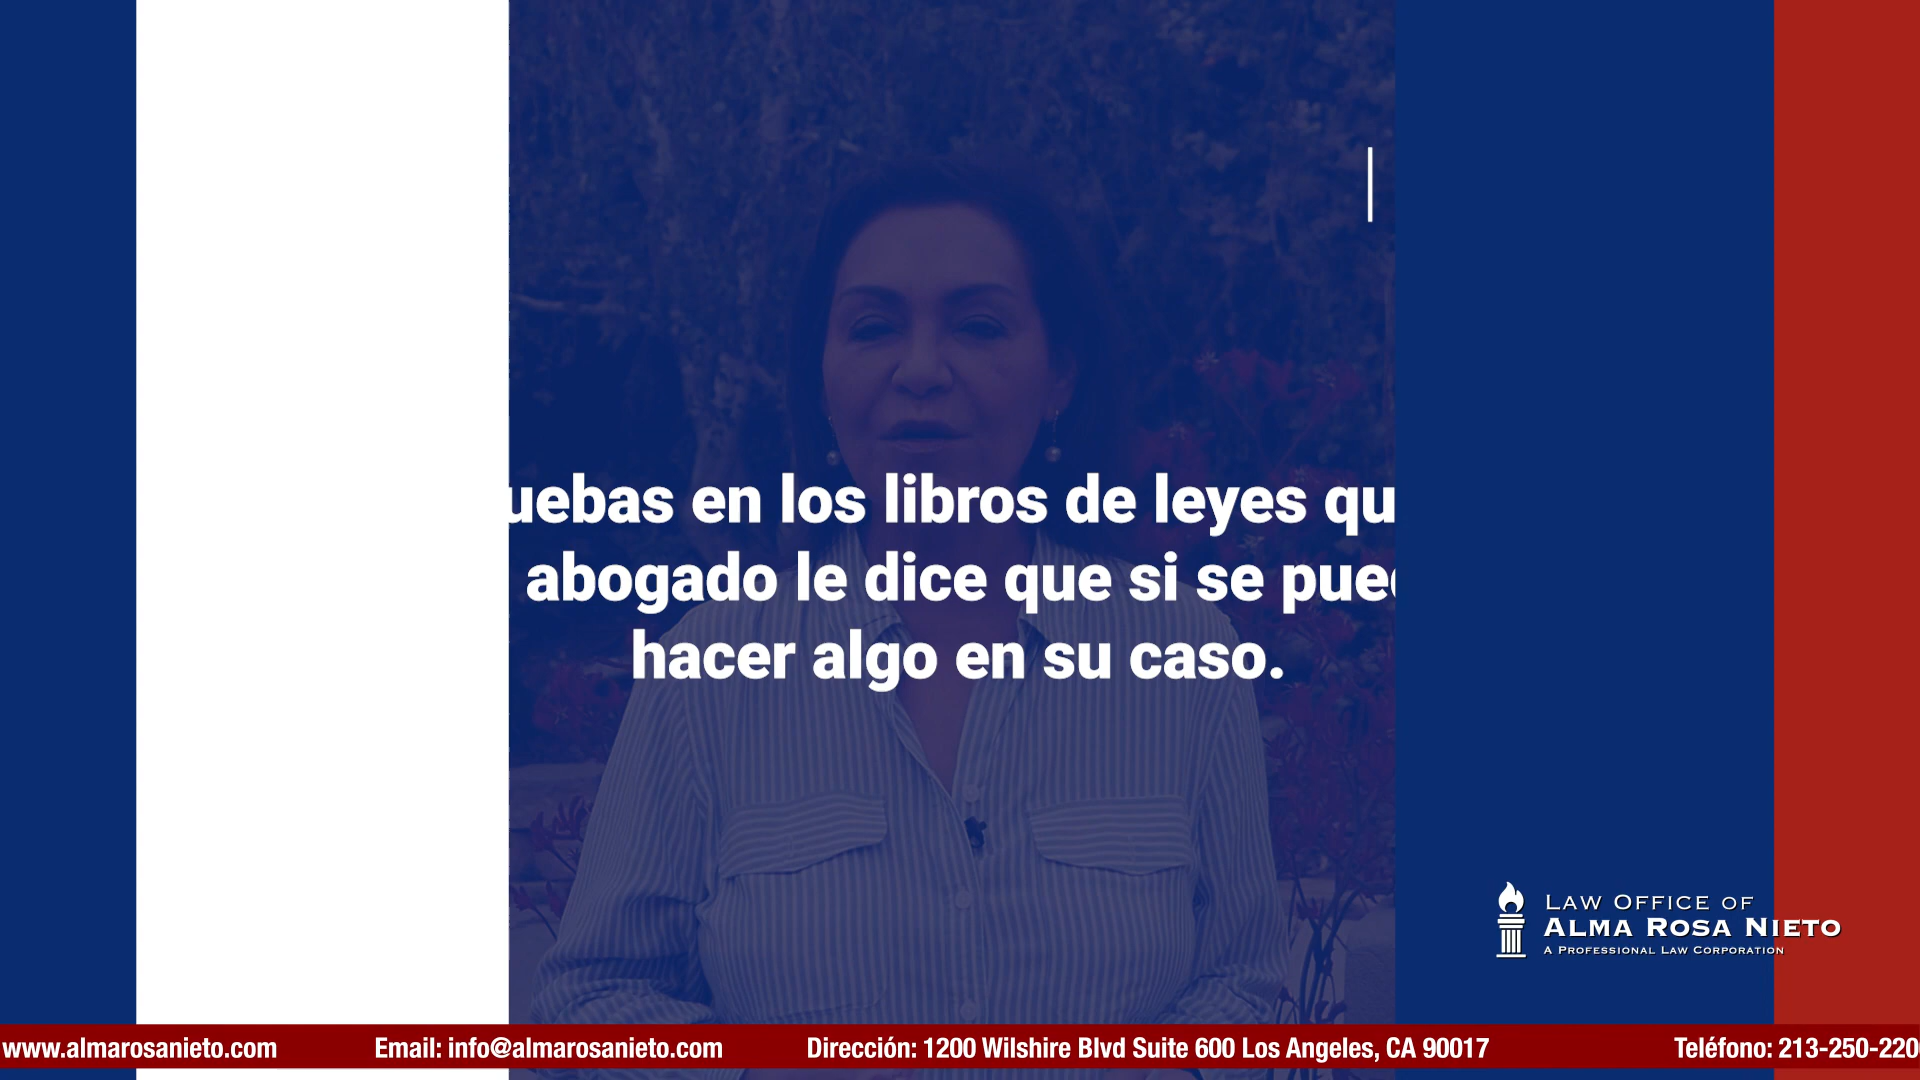 uebas en los libros de leyes qu
abogado le dice que si se pue
hacer algo en su caso.
LAW OFFICE OF
ALMA ROSA NIETO
A PROFESSIONAL LAW CORPORATION
www.almarosanieto.com Email: info@almarosanieto.com Dirección: 1200 Wilshire Blvd Suite 600 Los Angeles, CA 90017 Teléfono: 213-250-220